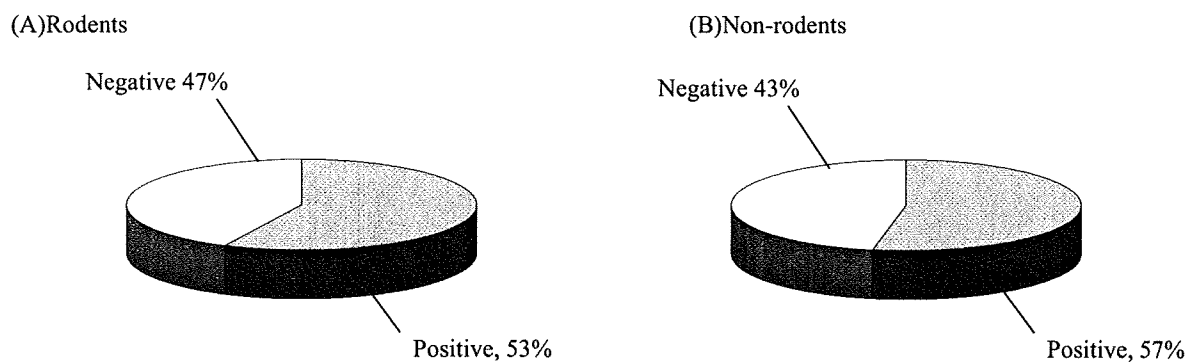 (A)Rodents
Negative 47%
Positive, 53%
(B)Non-rodents
Negative 43%
Positive, 57%